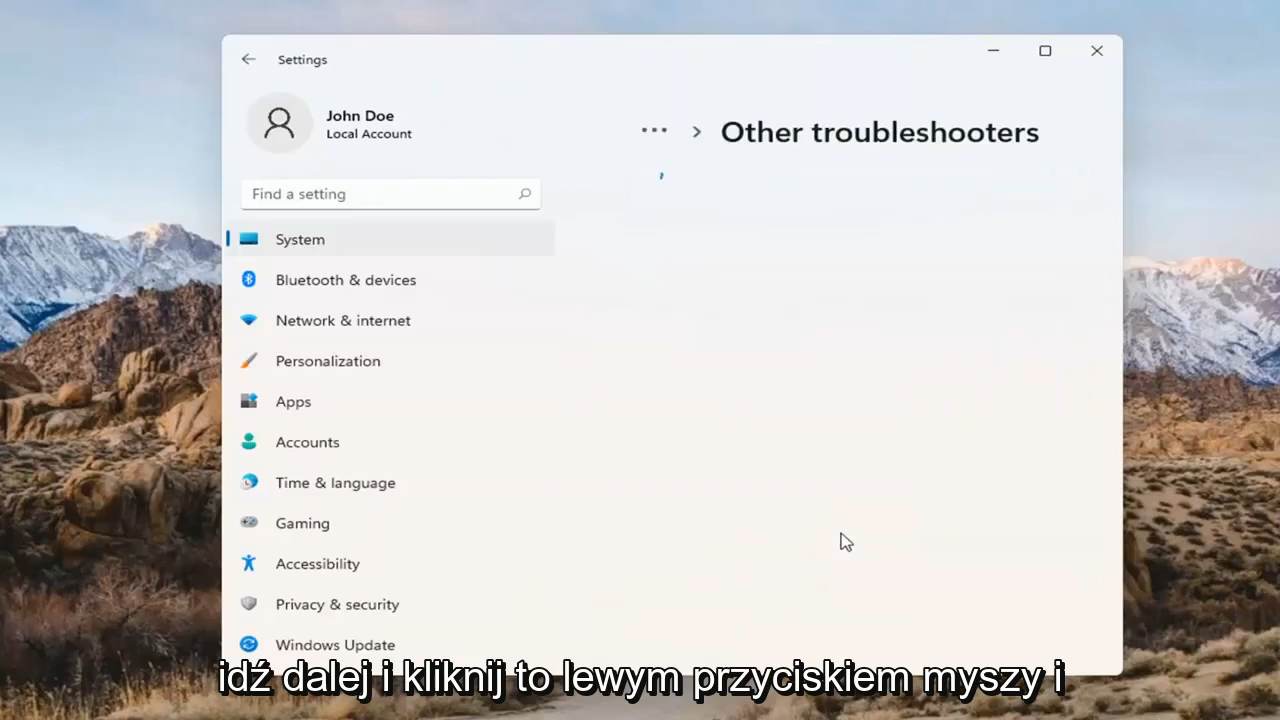 Settings
John Doe
Local Account
Find a setting
System
Bluetooth & devices
Network & internet
Personalization
Apps
Accounts
Time & language
Gaming
Accessibility
Privacy & security
Windows Update
... > Other troubleshooters
idź dalej i kliknij to lewym przyciskiem myszy i